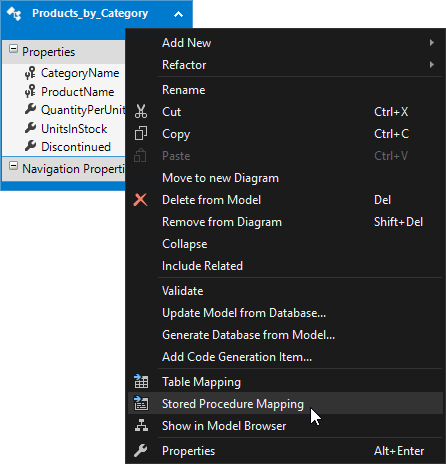 Products_by_Category
Properties
CategoryName
ProductName
QuantityPerUnit
UnitsInStock
Discontinued
Navigation Properti
Add New
Refactor
Rename
Cut Ctrl+X
Copy Ctrl+C
Paste Ctrl+V
Move to new Diagram
Delete from Model Del
Remove from Diagram Shift+Del
Collapse
Include Related
Validate
Update Model from Database...
Generate Database from Model...
Add Code Generation Item...
Table Mapping
Stored Procedure Mapping
Show in Model Browser
Properties Alt+Enter